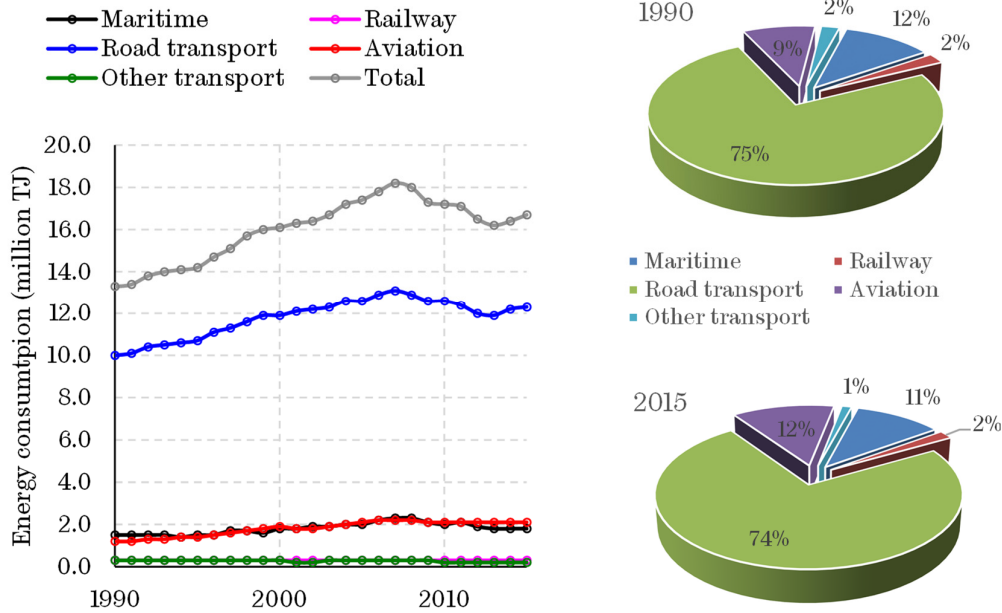 Maritime
Railway
Road transport
Aviation
Other transport
Total
Energy consumtpion (million TJ)
20.0
18.0
16.0
14.0
12.0
10.0
8.0
6.0
4.0
2.0
0.0
1990
2000
2010
1990
2%
12%
2%
9%
75%
Maritime
Railway
Road transport
Aviation
Other transport
2015
1%
11%
2%
12%
74%